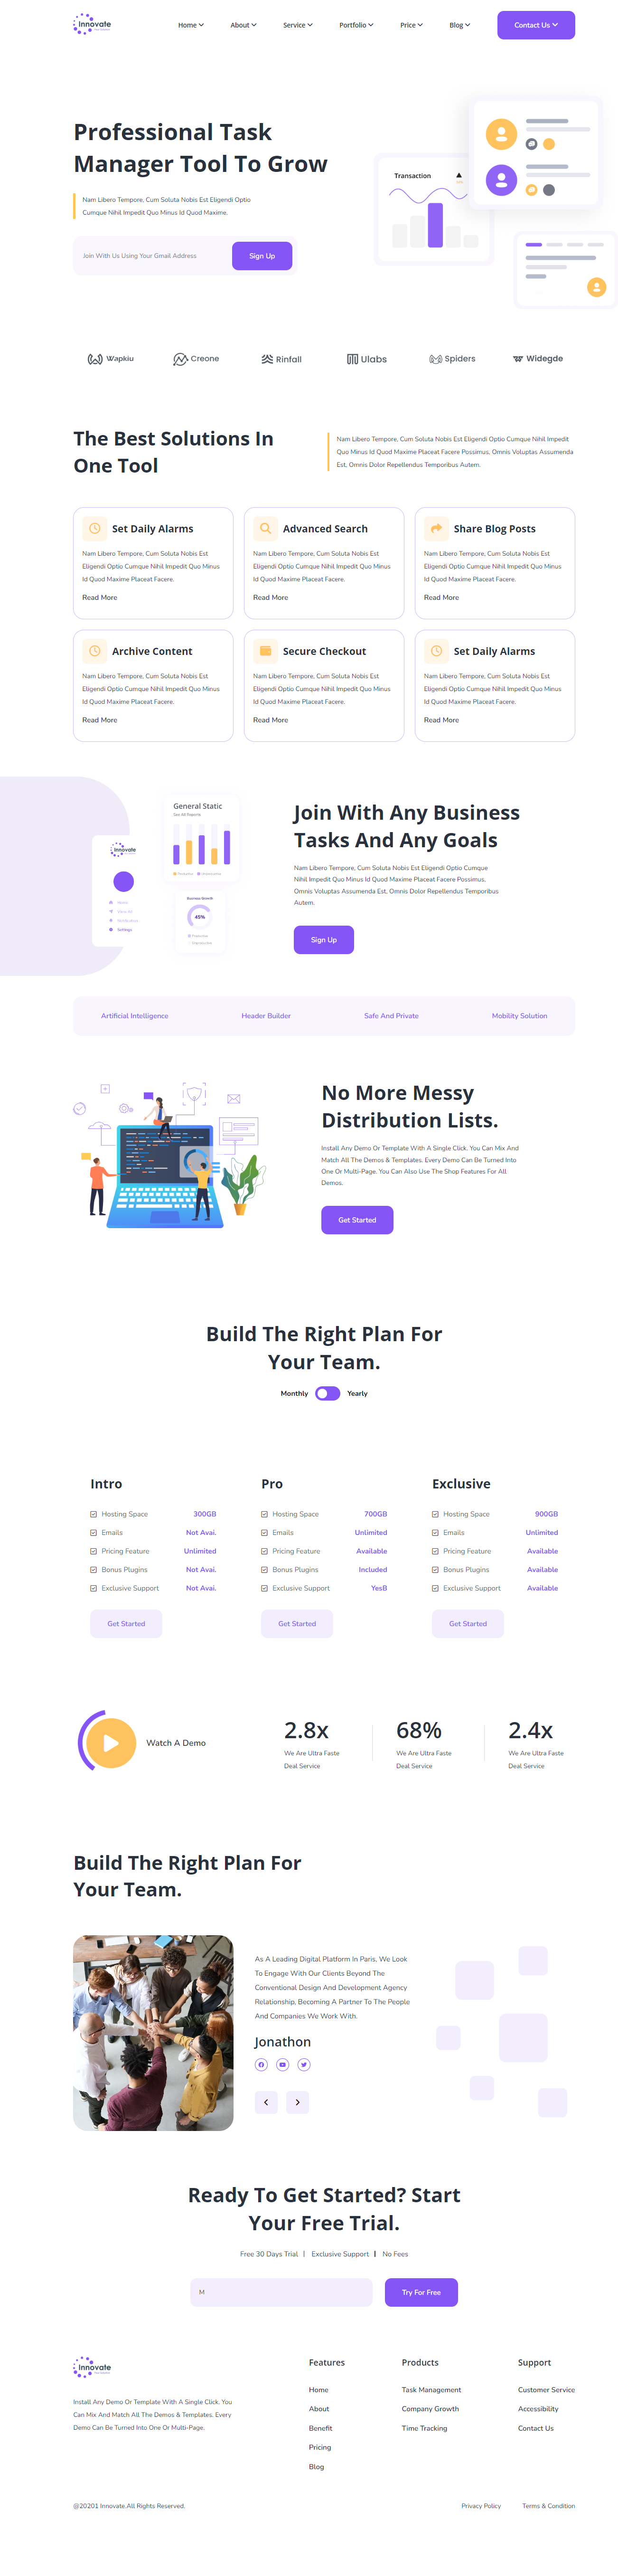 Innovate
Home
About
Service
Portfolio
Price
Blog
Contact Us
Professional Task
Manager Tool To Grow
Nam Libero Tempore, Cum Soluta Nobis Est Eligendi Optio
Cumque Nihil Impedit Quo Minus Id Quod Maxime.
Join With Us Using Your Gmail Address
Sign Up
Transaction
Wapkiu
Creone
Rinfall
Ulabs
Spiders
Widegde
The Best Solutions In
One Tool
Nam Libero Tempore, Cum Soluta Nobis Est Eligendi Optio Cumque Nihil Impedit
Quo Minus Id Quod Maxime Placeat Facere Possimus, Omnis Voluptas Assumenda
Est, Omnis Dolor Repellendus Temporibus Autem.
Set Daily Alarms
Nam Libero Tempore, Cum Soluta Nobis Est
Eligendi Optio Cumque Nihil Impedit Quo Minus
Id Quod Maxime Placeat Facere.
Read More
Advanced Search
Nam Libero Tempore, Cum Soluta Nobis Est
Eligendi Optio Cumque Nihil Impedit Quo Minus
Id Quod Maxime Placeat Facere.
Read More
Share Blog Posts
Nam Libero Tempore, Cum Soluta Nobis Est
Eligendi Optio Cumque Nihil Impedit Quo Minus
Id Quod Maxime Placeat Facere.
Read More
Archive Content
Nam Libero Tempore, Cum Soluta Nobis Est
Eligendi Optio Cumque Nihil Impedit Quo Minus
Id Quod Maxime Placeat Facere.
Read More
Secure Checkout
Nam Libero Tempore, Cum Soluta Nobis Est
Eligendi Optio Cumque Nihil Impedit Quo Minus
Id Quod Maxime Placeat Facere.
Read More
Set Daily Alarms
Nam Libero Tempore, Cum Soluta Nobis Est
Eligendi Optio Cumque Nihil Impedit Quo Minus
Id Quod Maxime Placeat Facere.
Read More
Innovate
Settings
General Static
Business Growth
45%
Join With Any Business
Tasks And Any Goals
Nam Libero Tempore, Cum Soluta Nobis Est Eligendi Optio Cumque
Nihil Impedit Quo Minus Id Quod Maxime Placeat Facere Possimus,
Omnis Voluptas Assumenda Est, Omnis Dolor Repellendus Temporibus
Autem.
Sign Up
Artificial Intelligence
Header Builder
Safe And Private
Mobility Solution
No More Messy
Distribution Lists.
Install Any Demo Or Template With A Single Click. You Can Mix And
Match All The Demos & Templates. Every Demo Can Be Turned Into
One Or Multi-Page. You Can Also Use The Shop Features For All
Demos.
Get Started
Build The Right Plan For
Your Team.
Monthly
Yearly
Intro
Hosting Space 300GB
Emails Not Avai.
Pricing Feature Unlimited
Bonus Plugins Not Avai.
Exclusive Support Not Avai.
Get Started
Pro
Hosting Space 700GB
Emails Unlimited
Pricing Feature Available
Bonus Plugins Included
Exclusive Support YesB
Get Started
Exclusive
Hosting Space 900GB
Emails Unlimited
Pricing Feature Available
Bonus Plugins Available
Exclusive Support Available
Get Started
Watch A Demo
2.8x
We Are Ultra Faste
Deal Service
68%
We Are Ultra Faste
Deal Service
2.4x
We Are Ultra Faste
Deal Service
Build The Right Plan For
Your Team.
As A Leading Digital Platform In Paris, We Look
To Engage With Our Clients Beyond The
Conventional Design And Development Agency
Relationship, Becoming A Partner To The People
And Companies We Work With.
Jonathon
Ready To Get Started? Start
Your Free Trial.
Free 30 Days Trial | Exclusive Support | No Fees
M
Try For Free
Innovate
Install Any Demo Or Template With A Single Click. You
Can Mix And Match All The Demos & Templates. Every
Demo Can Be Turned Into One Or Multi-Page.
Features
Home
About
Benefit
Pricing
Blog
Products
Task Management
Company Growth
Time Tracking
Support
Customer Service
Accessibility
Contact Us
@20201 Innovate.All Rights Reserved.
Privacy Policy
Terms & Condition